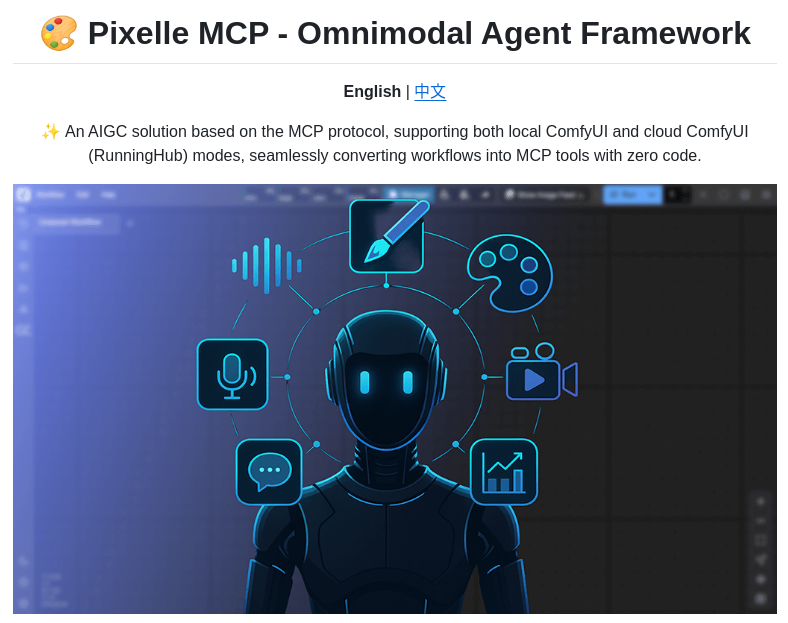 🎨 Pixelle MCP - Omnimodal Agent Framework
English | 中文
✨ An AIGC solution based on the MCP protocol, supporting both local ComfyUI and cloud ComfyUI
(RunningHub) modes, seamlessly converting workflows into MCP tools with zero code.